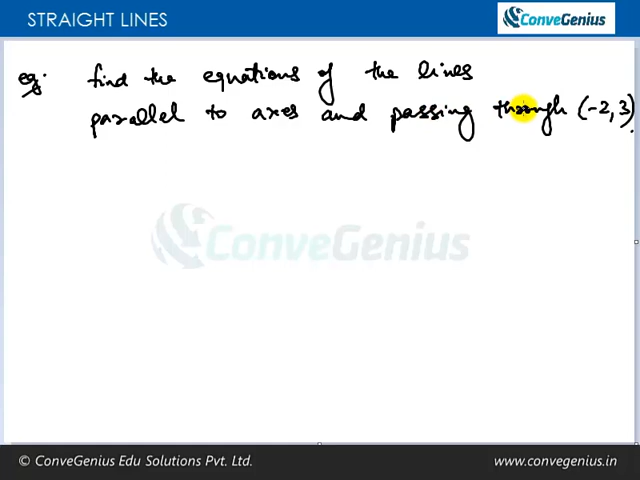 STRAIGHT LINES
ConveGenius
eg: find the equations of the lines
parallel to axes and passing through (-2, 3).
ConveGenius
© ConveGenius Edu Solutions Pvt. Ltd.
www.convegenius.in